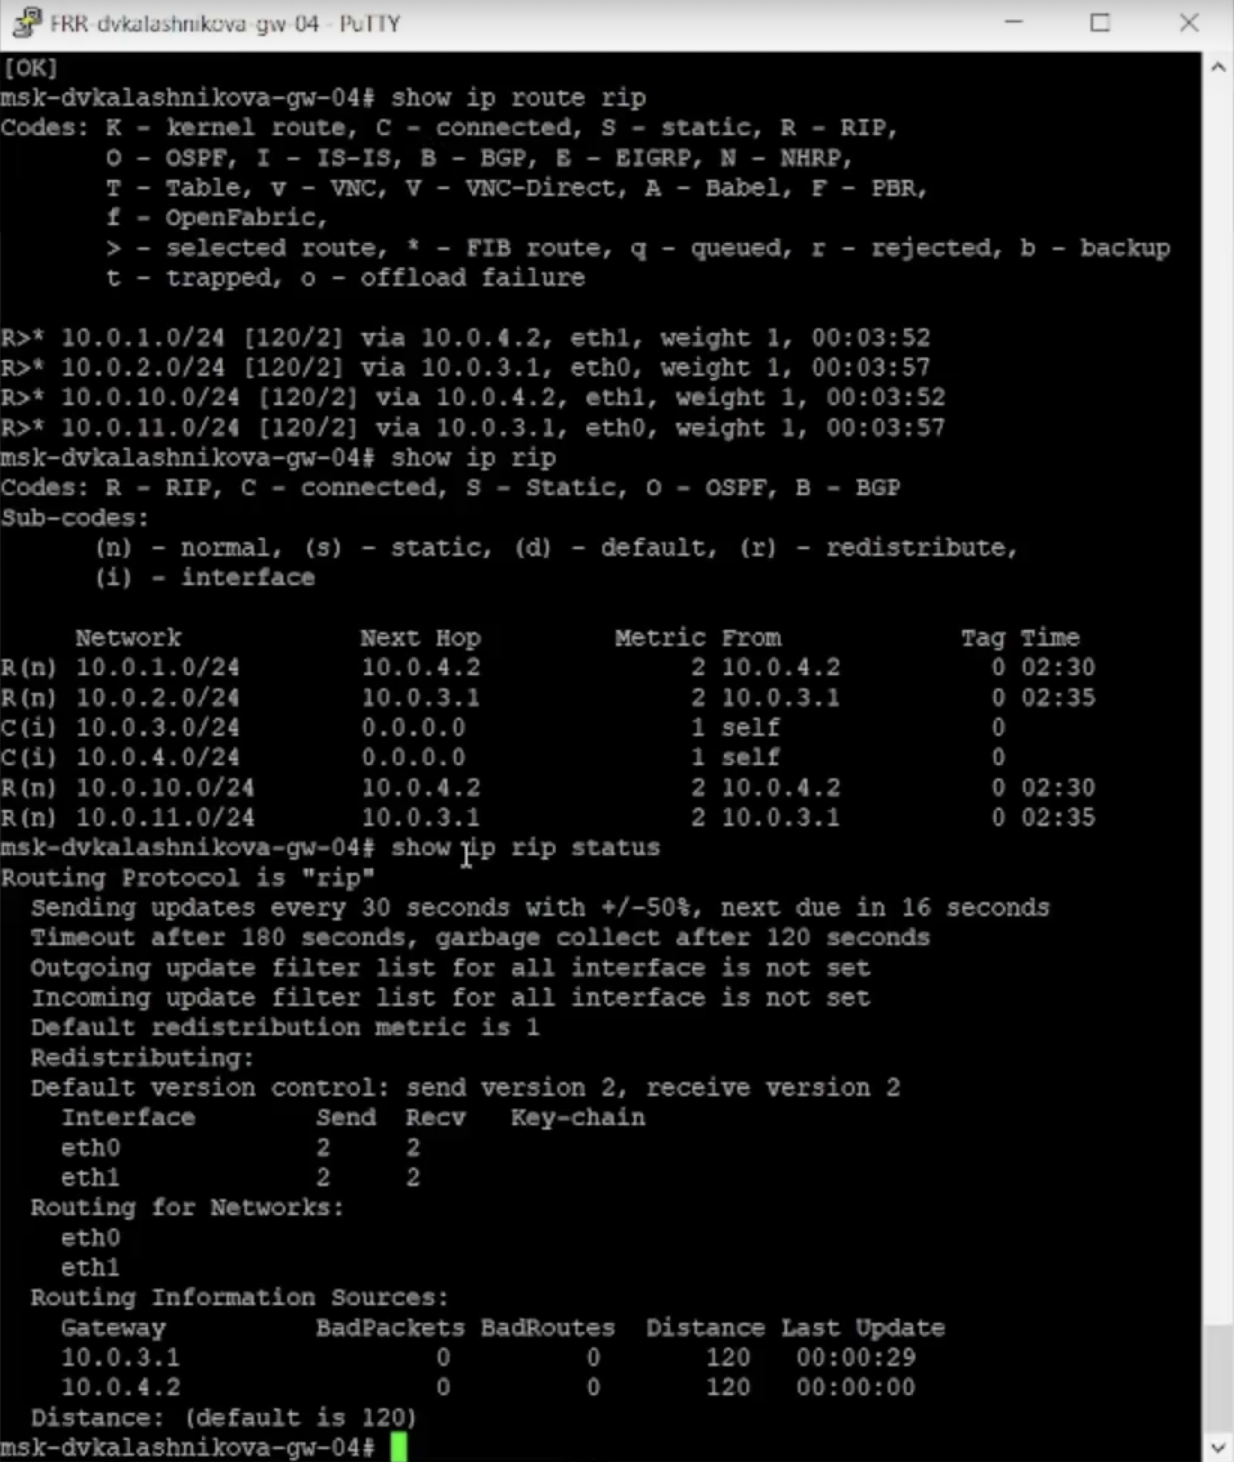 FRR-dvkalashnikova-gw-04 - PuTTY
[OK]
msk-dvkalashnikova-gw-04# show ip route rip
Codes: K - kernel route, C - connected, S - static, R - RIP,
       O - OSPF, I - IS-IS, B - BGP, E - EIGRP, N - NHRP,
       T - Table, v - VNC, V - VNC-Direct, A - Babel, F - PBR,
       f - OpenFabric,
       > - selected route, * - FIB route, q - queued, r - rejected, b - backup
       t - trapped, o - offload failure
R>* 10.0.1.0/24 [120/2] via 10.0.4.2, eth1, weight 1, 00:03:52
R>* 10.0.2.0/24 [120/2] via 10.0.3.1, eth0, weight 1, 00:03:57
R>* 10.0.10.0/24 [120/2] via 10.0.4.2, eth1, weight 1, 00:03:52
R>* 10.0.11.0/24 [120/2] via 10.0.3.1, eth0, weight 1, 00:03:57
msk-dvkalashnikova-gw-04# show ip rip
Codes: R - RIP, C - connected, S - Static, O - OSPF, B - BGP
Sub-codes:
      (n) - normal, (s) - static, (d) - default, (r) - redistribute,
      (i) - interface
     Network            Next Hop         Metric From            Tag Time
R(n) 10.0.1.0/24        10.0.4.2              2 10.0.4.2          0 02:30
R(n) 10.0.2.0/24        10.0.3.1              2 10.0.3.1          0 02:35
C(i) 10.0.3.0/24        0.0.0.0               1 self              0
C(i) 10.0.4.0/24        0.0.0.0               1 self              0
R(n) 10.0.10.0/24       10.0.4.2              2 10.0.4.2          0 02:30
R(n) 10.0.11.0/24       10.0.3.1              2 10.0.3.1          0 02:35
msk-dvkalashnikova-gw-04# show ip rip status
Routing Protocol is "rip"
  Sending updates every 30 seconds with +/-50%, next due in 16 seconds
  Timeout after 180 seconds, garbage collect after 120 seconds
  Outgoing update filter list for all interface is not set
  Incoming update filter list for all interface is not set
  Default redistribution metric is 1
  Redistributing:
  Default version control: send version 2, receive version 2
    Interface        Send  Recv   Key-chain
    eth0             2     2
    eth1             2     2
  Routing for Networks:
    eth0
    eth1
  Routing Information Sources:
    Gateway          BadPackets BadRoutes  Distance Last Update
    10.0.3.1                 0         0       120   00:00:29
    10.0.4.2                 0         0       120   00:00:00
  Distance: (default is 120)
msk-dvkalashnikova-gw-04#